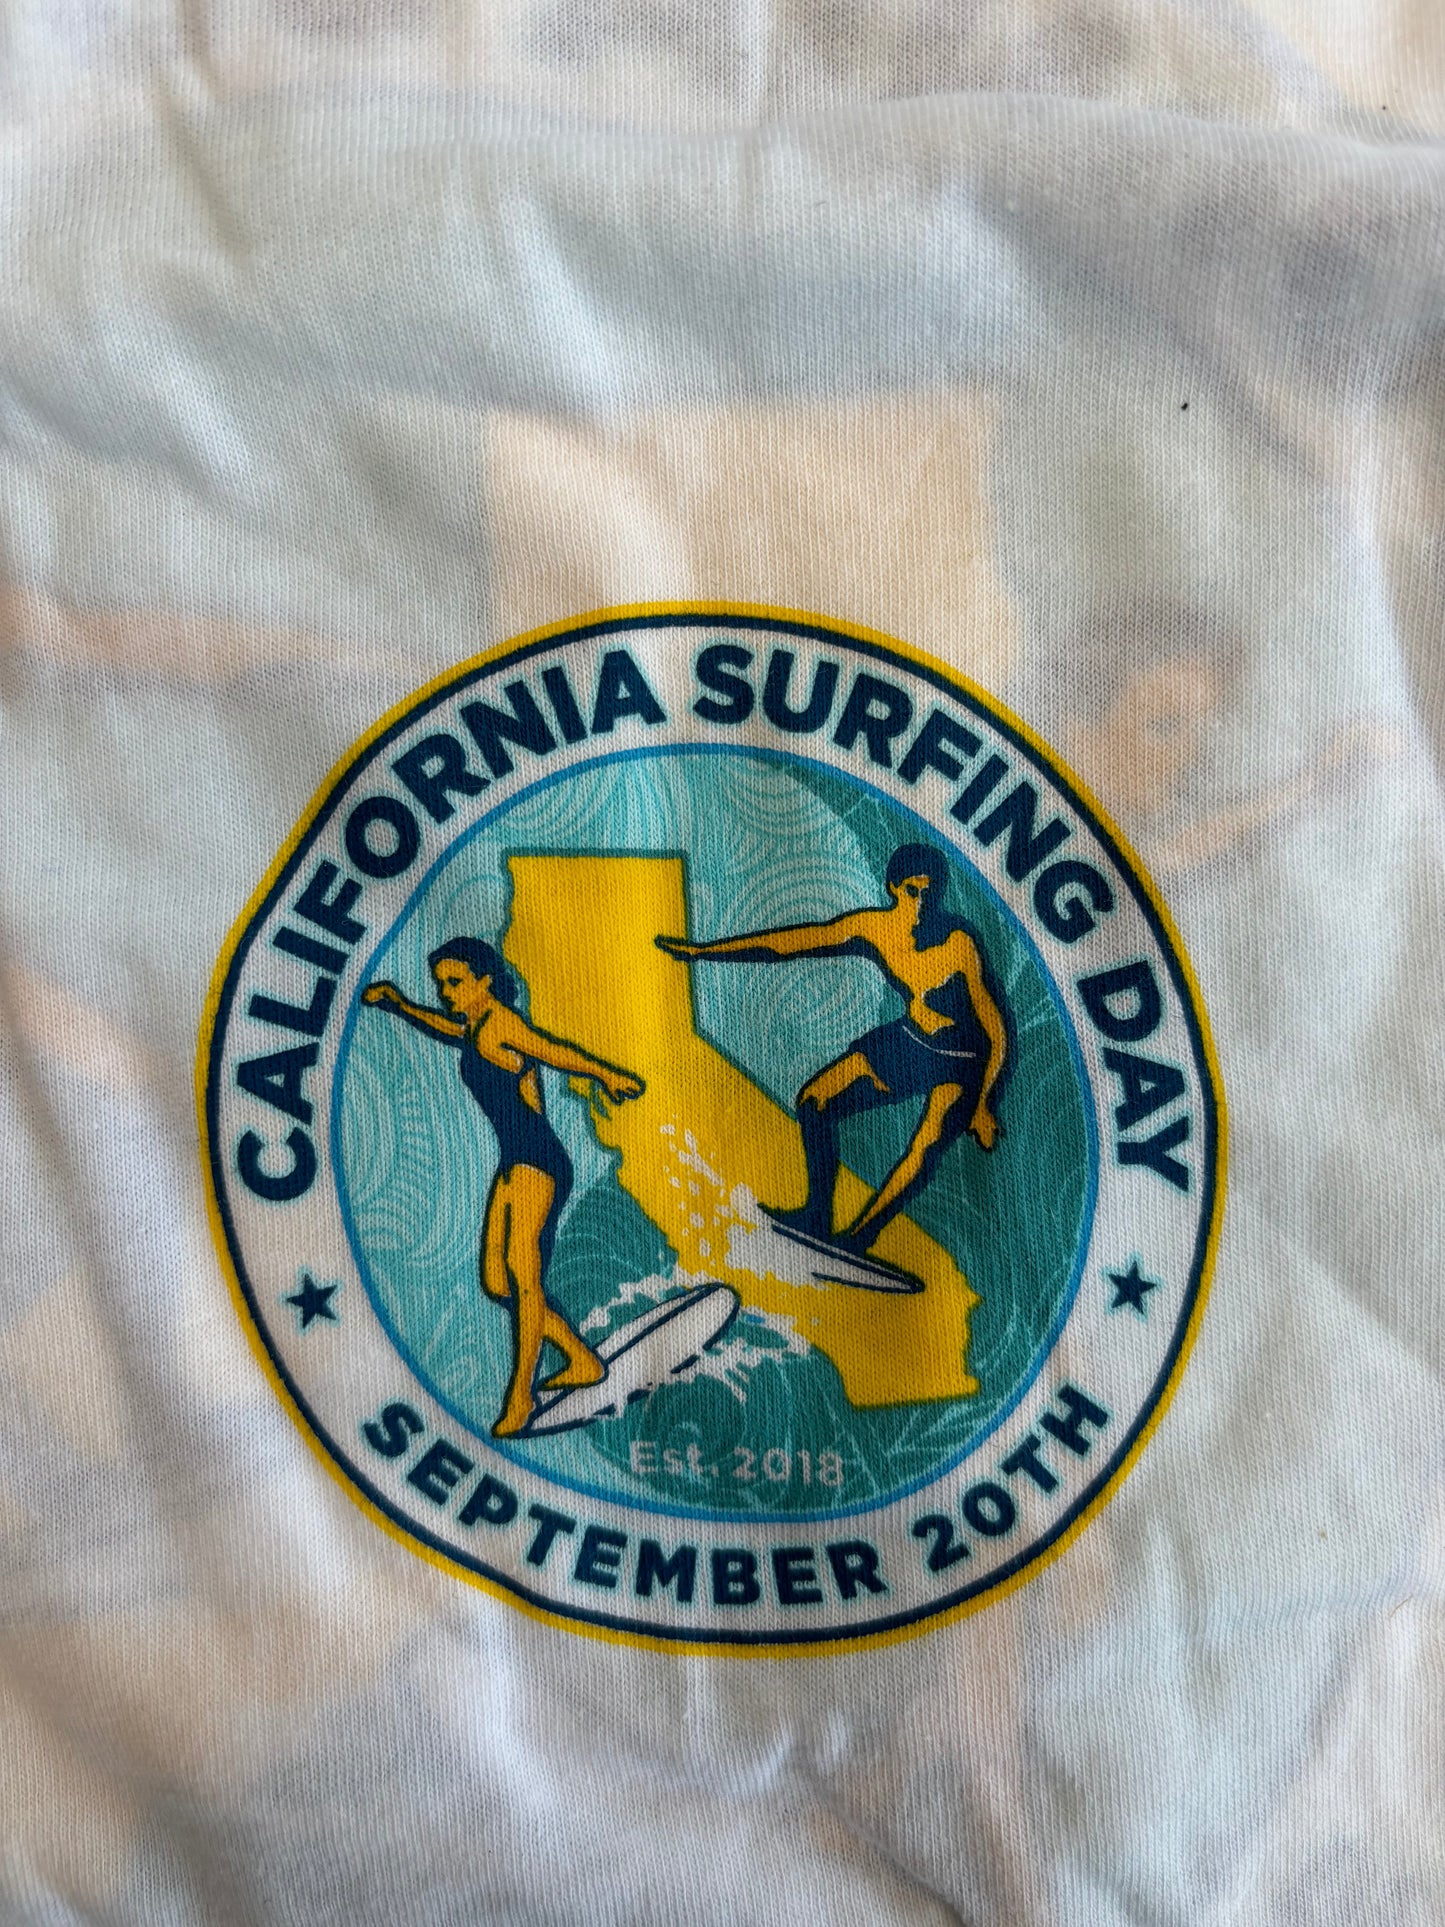 CALIFORNIA SURFING DAY
Est. 2018
SEPTEMBER 20TH